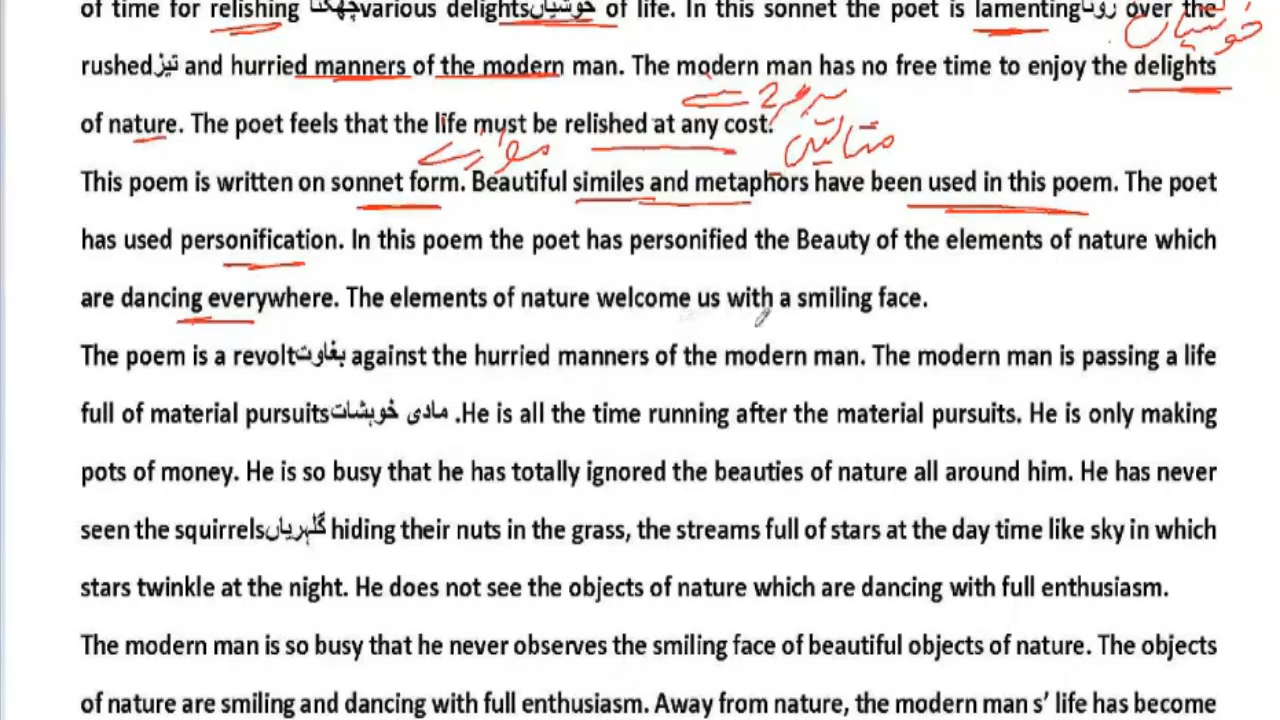 of time for relishing چھکنا various delights خوشیاں of life. In this sonnet the poet is lamenting رونا over the
خوشیاں
rushed تیز and hurried manners of the modern man. The modern man has no free time to enjoy the delights
of nature. The poet feels that the life must be relished at any cost.
موازنے مثالیں
This poem is written on sonnet form. Beautiful similes and metaphors have been used in this poem. The poet
has used personification. In this poem the poet has personified the Beauty of the elements of nature which
are dancing everywhere. The elements of nature welcome us with a smiling face.
The poem is a revolt بغاوت against the hurried manners of the modern man. The modern man is passing a life
full of material pursuits مادی خوہشات .He is all the time running after the material pursuits. He is only making
pots of money. He is so busy that he has totally ignored the beauties of nature all around him. He has never
seen the squirrels گلہریاں hiding their nuts in the grass, the streams full of stars at the day time like sky in which
stars twinkle at the night. He does not see the objects of nature which are dancing with full enthusiasm.
The modern man is so busy that he never observes the smiling face of beautiful objects of nature. The objects
of nature are smiling and dancing with full enthusiasm. Away from nature, the modern man s’ life has become